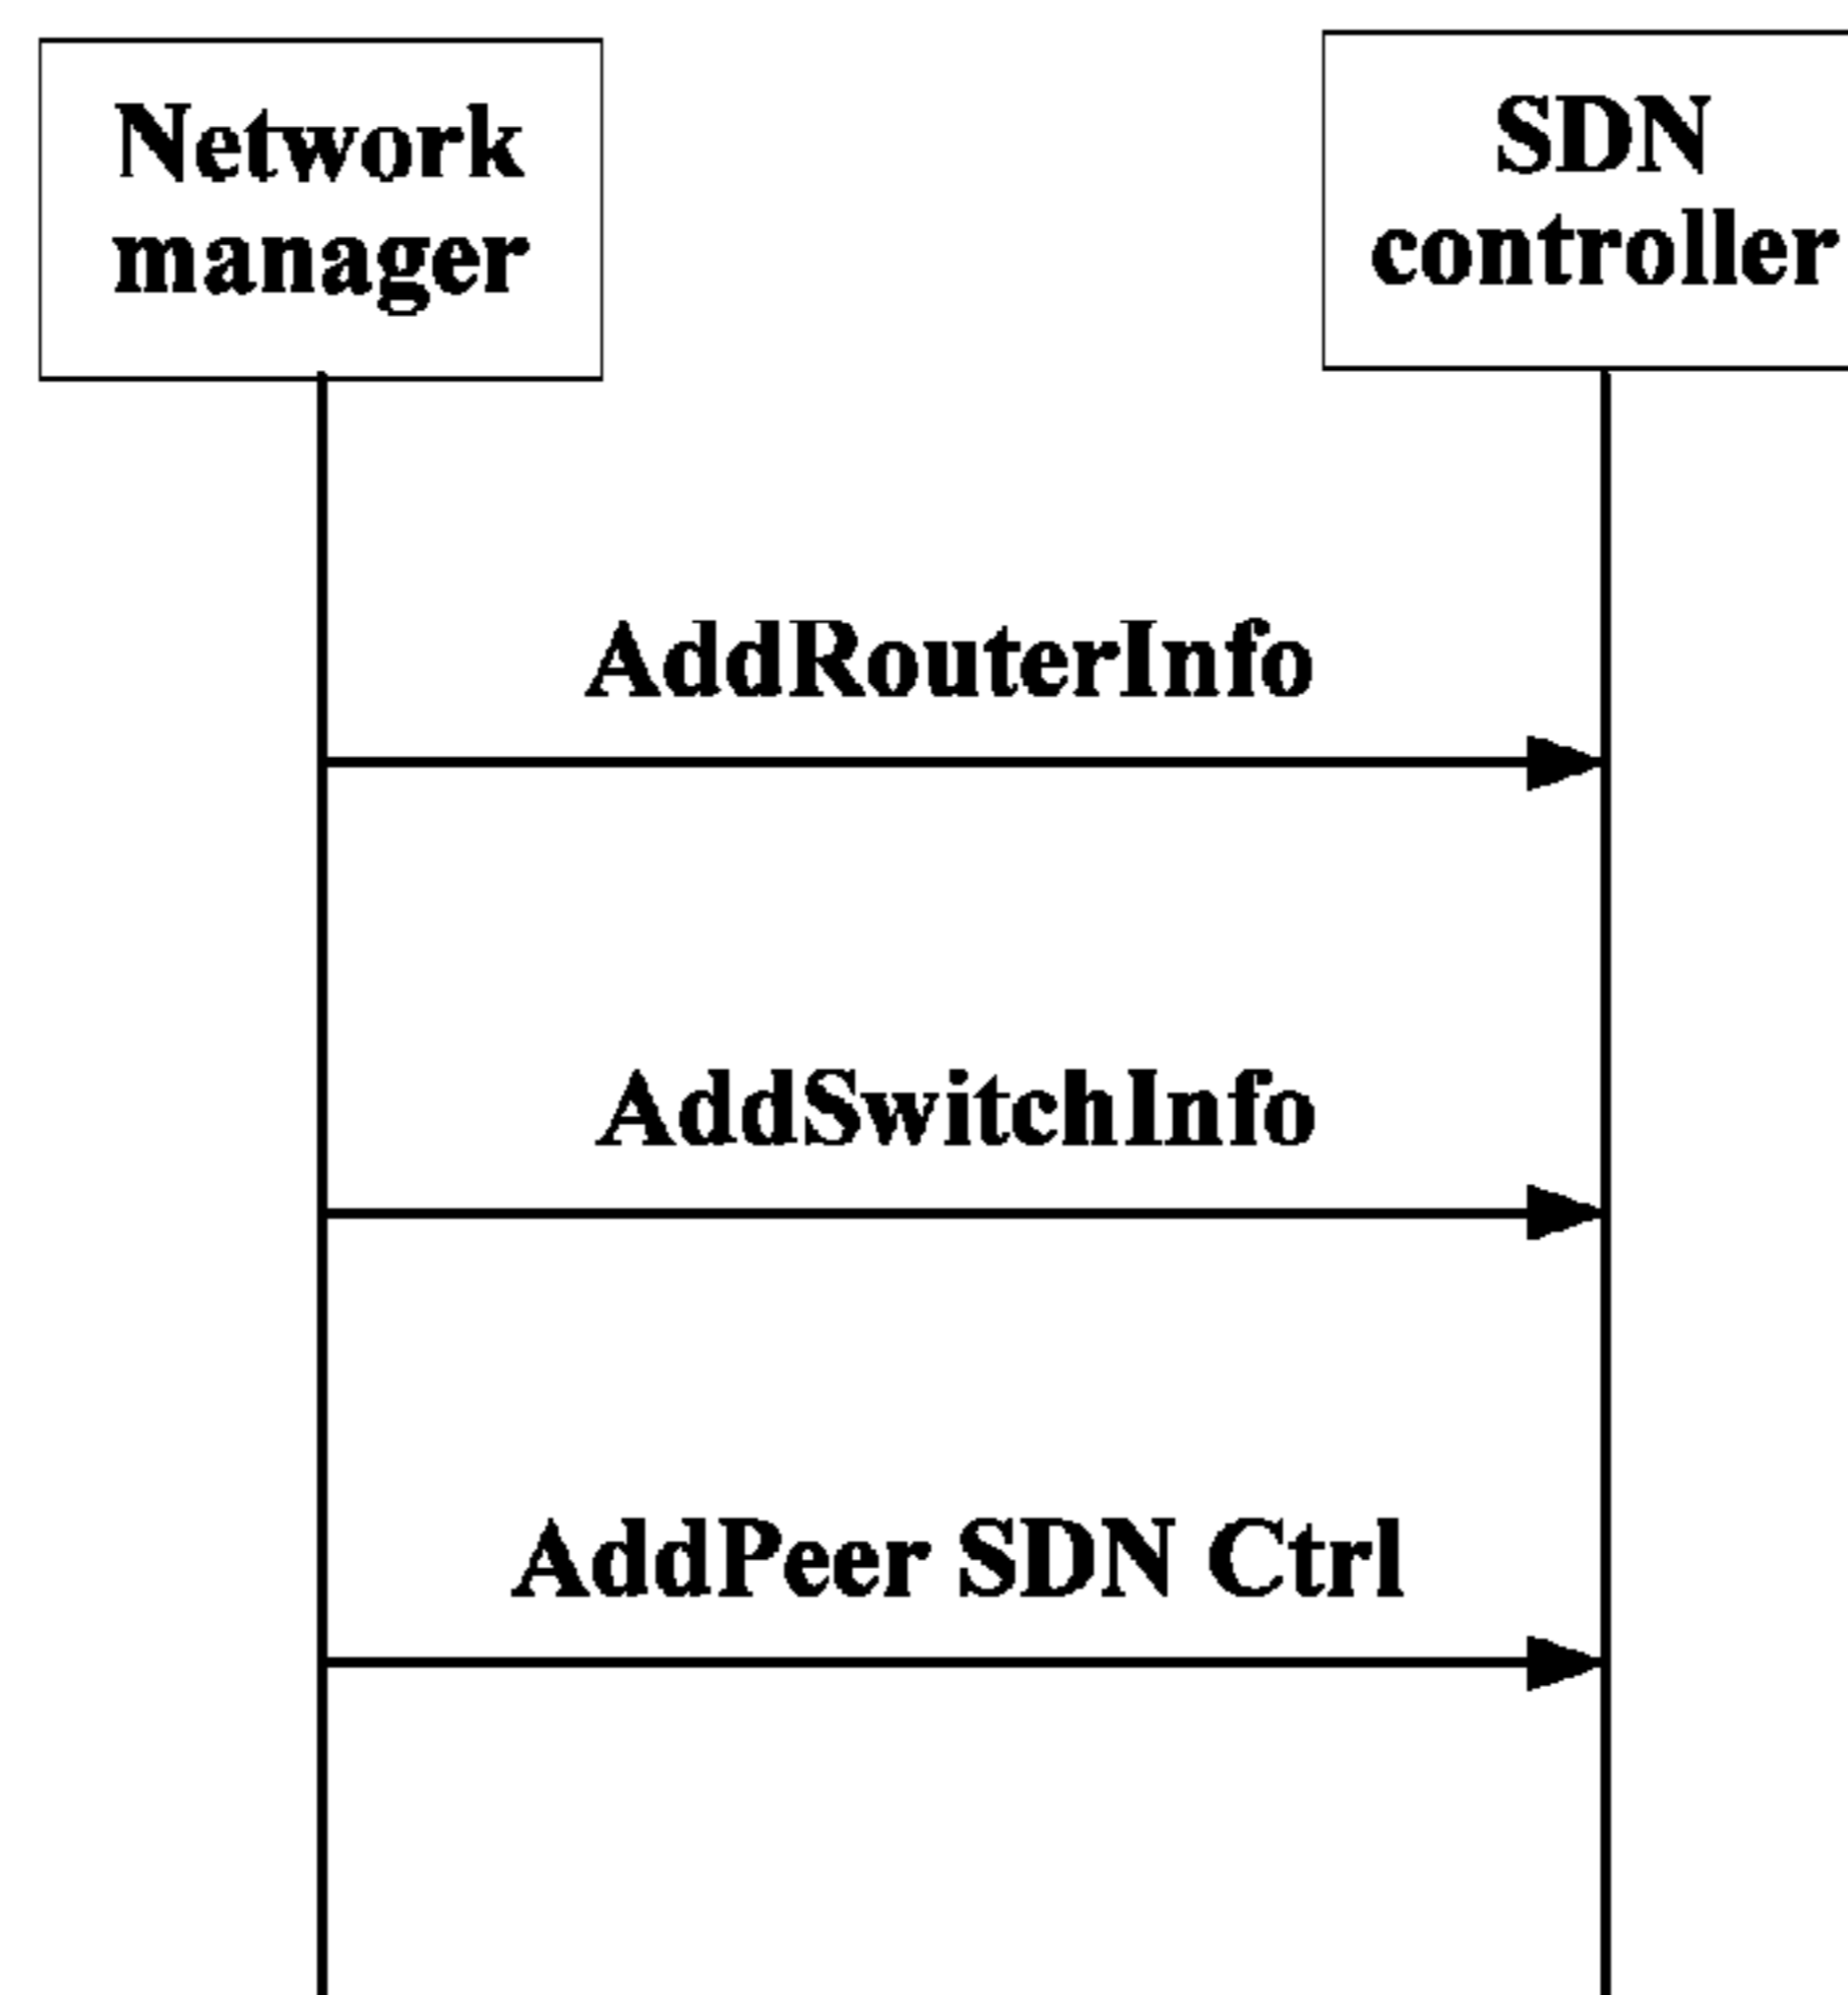 Network
manager
SDN
controller
AddRouterInfo
AddSwitchInfo
AddPeer SDN Ctrl